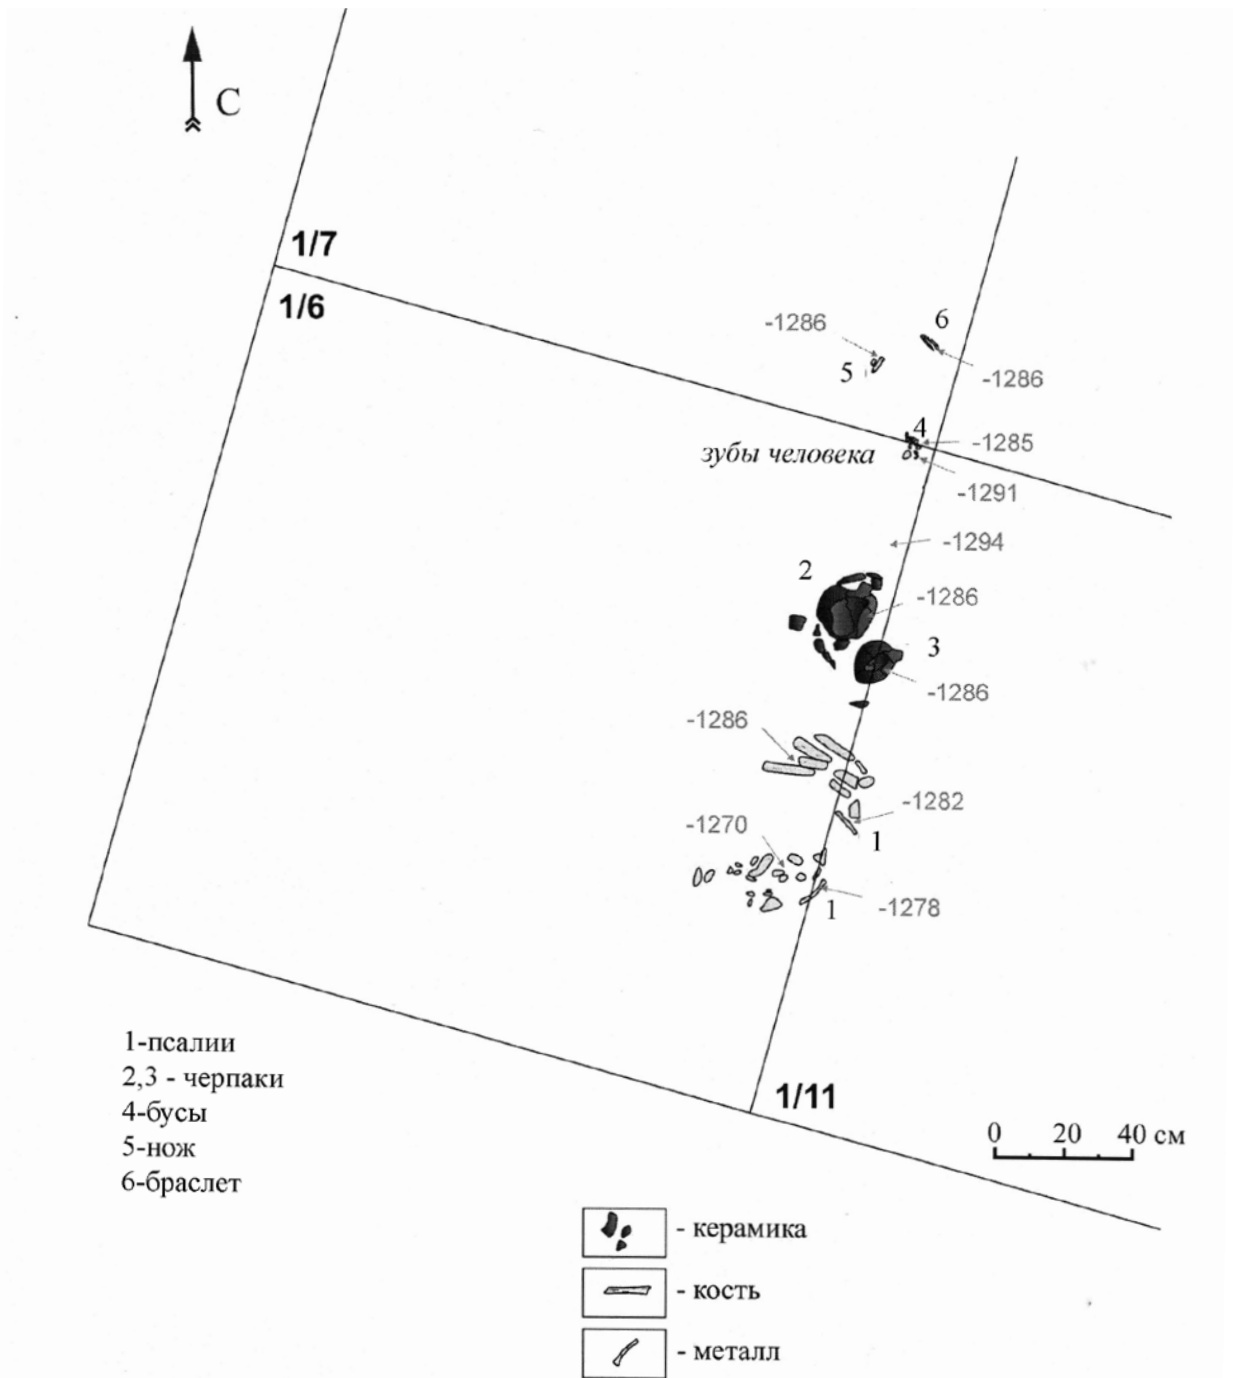 С
1/7
1/6
-1286
6
5
-1286
4
-1285
зубы человека
-1291
-1294
2
-1286
3
-1286
-1286
-1282
-1270
1
-1278
1
1-псалии
2,3 - черпаки
4-бусы
5-нож
6-браслет
1/11
0 20 40 см
- керамика
- кость
- металл